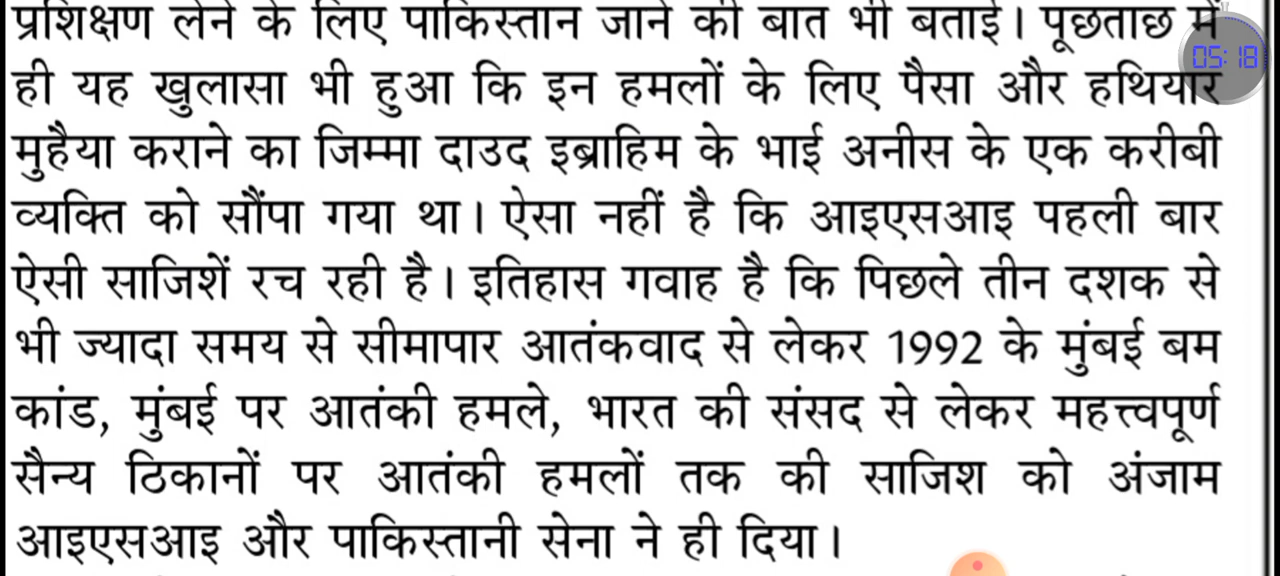 प्रशिक्षण लेने के लिए पाकिस्तान जाने की बात भी बताई। पूछताछ में
05:18
ही यह खुलासा भी हुआ कि इन हमलों के लिए पैसा और हथियार
मुहैया कराने का जिम्मा दाउद इब्राहिम के भाई अनीस के एक करीबी
व्यक्ति को सौंपा गया था। ऐसा नहीं है कि आइएसआइ पहली बार
ऐसी साजिशें रच रही है। इतिहास गवाह है कि पिछले तीन दशक से
भी ज्यादा समय से सीमापार आतंकवाद से लेकर 1992 के मुंबई बम
कांड, मुंबई पर आतंकी हमले, भारत की संसद से लेकर महत्त्वपूर्ण
सैन्य ठिकानों पर आतंकी हमलों तक की साजिश को अंजाम
आइएसआइ और पाकिस्तानी सेना ने ही दिया।